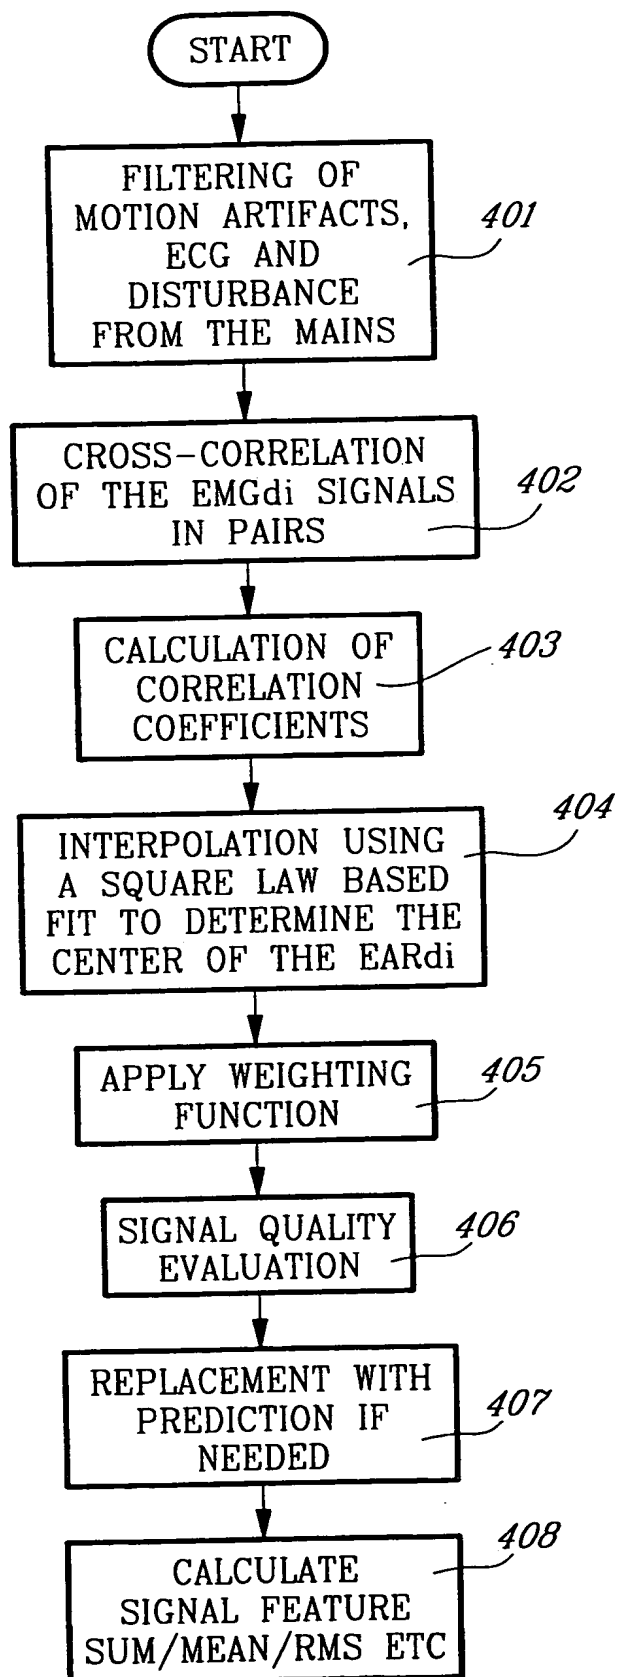 START
FILTERING OF
MOTION ARTIFACTS,
ECG AND
DISTURBANCE
FROM THE MAINS
401
CROSS-CORRELATION
OF THE EMGdi SIGNALS
IN PAIRS
402
CALCULATION OF
CORRELATION
COEFFICIENTS
403
INTERPOLATION USING
A SQUARE LAW BASED
FIT TO DETERMINE THE
CENTER OF THE EARdi
404
APPLY WEIGHTING
FUNCTION
405
SIGNAL QUALITY
EVALUATION
406
REPLACEMENT WITH
PREDICTION IF
NEEDED
407
CALCULATE
SIGNAL FEATURE
SUM/MEAN/RMS ETC
408